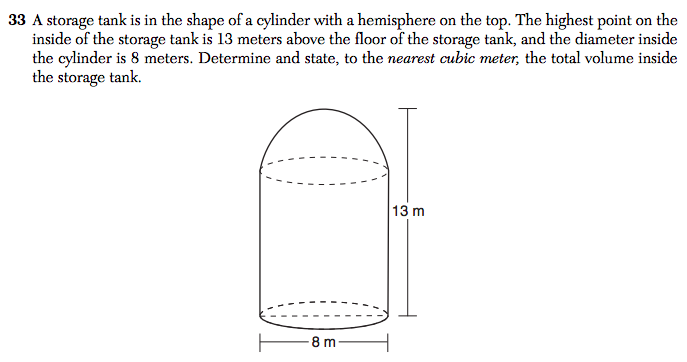 33 A storage tank is in the shape of a cylinder with a hemisphere on the top. The highest point on the
inside of the storage tank is 13 meters above the floor of the storage tank, and the diameter inside
the cylinder is 8 meters. Determine and state, to the nearest cubic meter, the total volume inside
the storage tank.
13 m
8 m